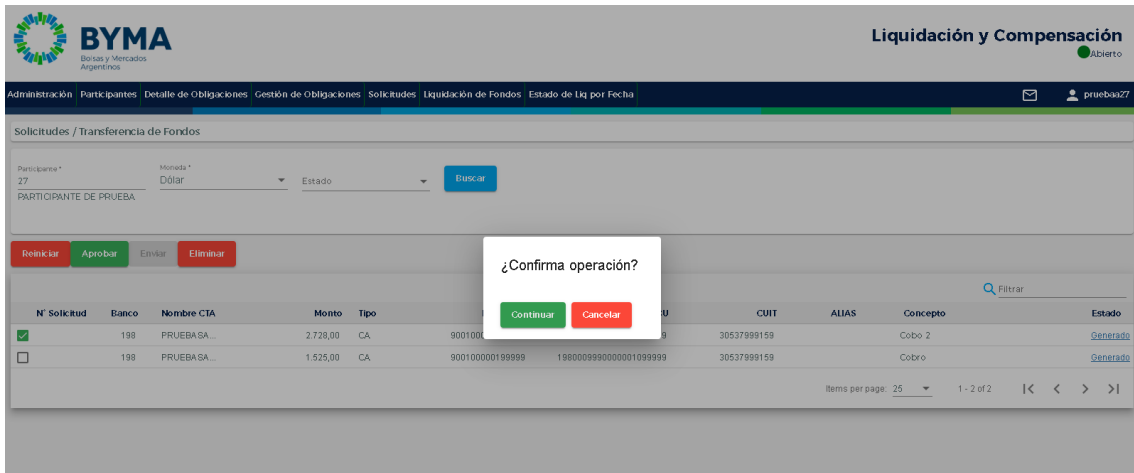 BYMA
Bolsas y Mercados
Argentinos
Liquidación y Compensación
Abierto
Administración Participantes Detalle de Obligaciones Gestión de Obligaciones Solicitudes Liquidación de Fondos Estado de Liq por Fecha pruebaa27
Solicitudes / Transferencia de Fondos
Participante * Moneda *
27 Dólar Estado Buscar
PARTICIPANTE DE PRUEBA
Reiniciar Aprobar Enviar Eliminar
¿Confirma operación?
Continuar Cancelar
Filtrar
N° Solicitud Banco Nombre CTA Monto Tipo CUIT ALIAS Concepto Estado
198 PRUEBASA... 2.728,00 CA 900100 9 30537999159 Cobo 2 Generado
198 PRUEBASA... 1.525,00 CA 900100000199999 1980009990000001099999 30537999159 Cobro Generado
Items per page: 25 1 - 2 of 2